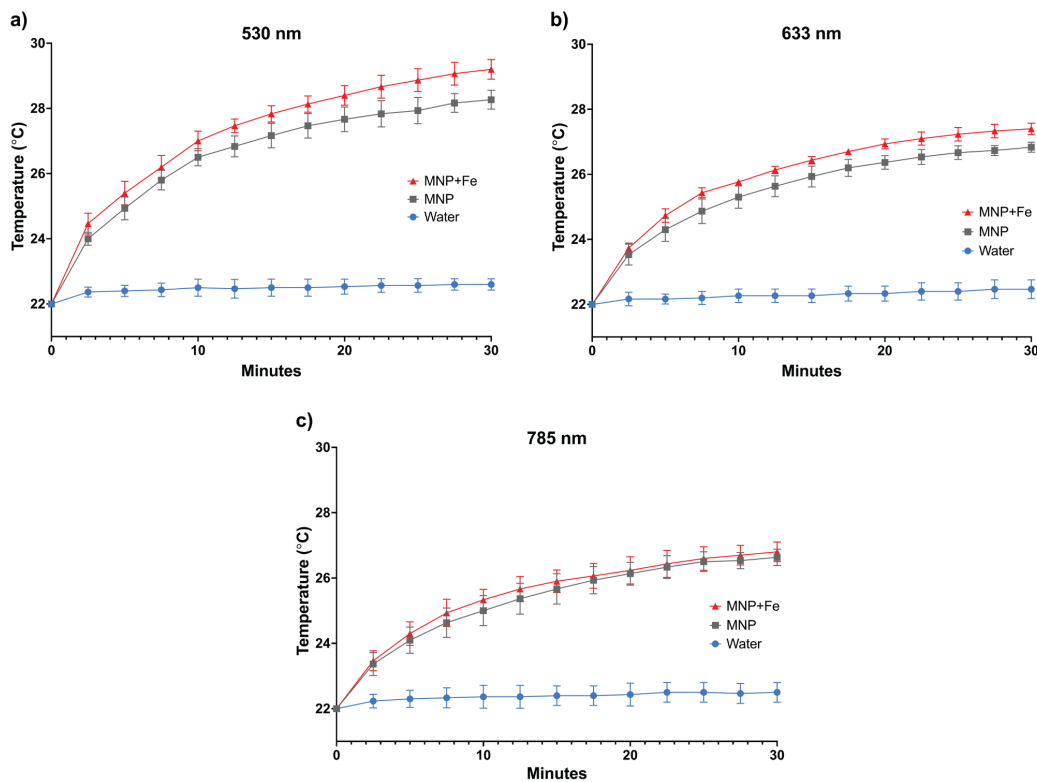 a)
530 nm
30
28
26
24
22
Temperature (°C)
MNP+Fe
MNP
Water
0
10
20
30
Minutes
b)
633 nm
30
28
26
24
22
Temperature (°C)
MNP+Fe
MNP
Water
0
10
20
30
Minutes
c)
785 nm
30
28
26
24
22
Temperature (°C)
MNP+Fe
MNP
Water
0
10
20
30
Minutes